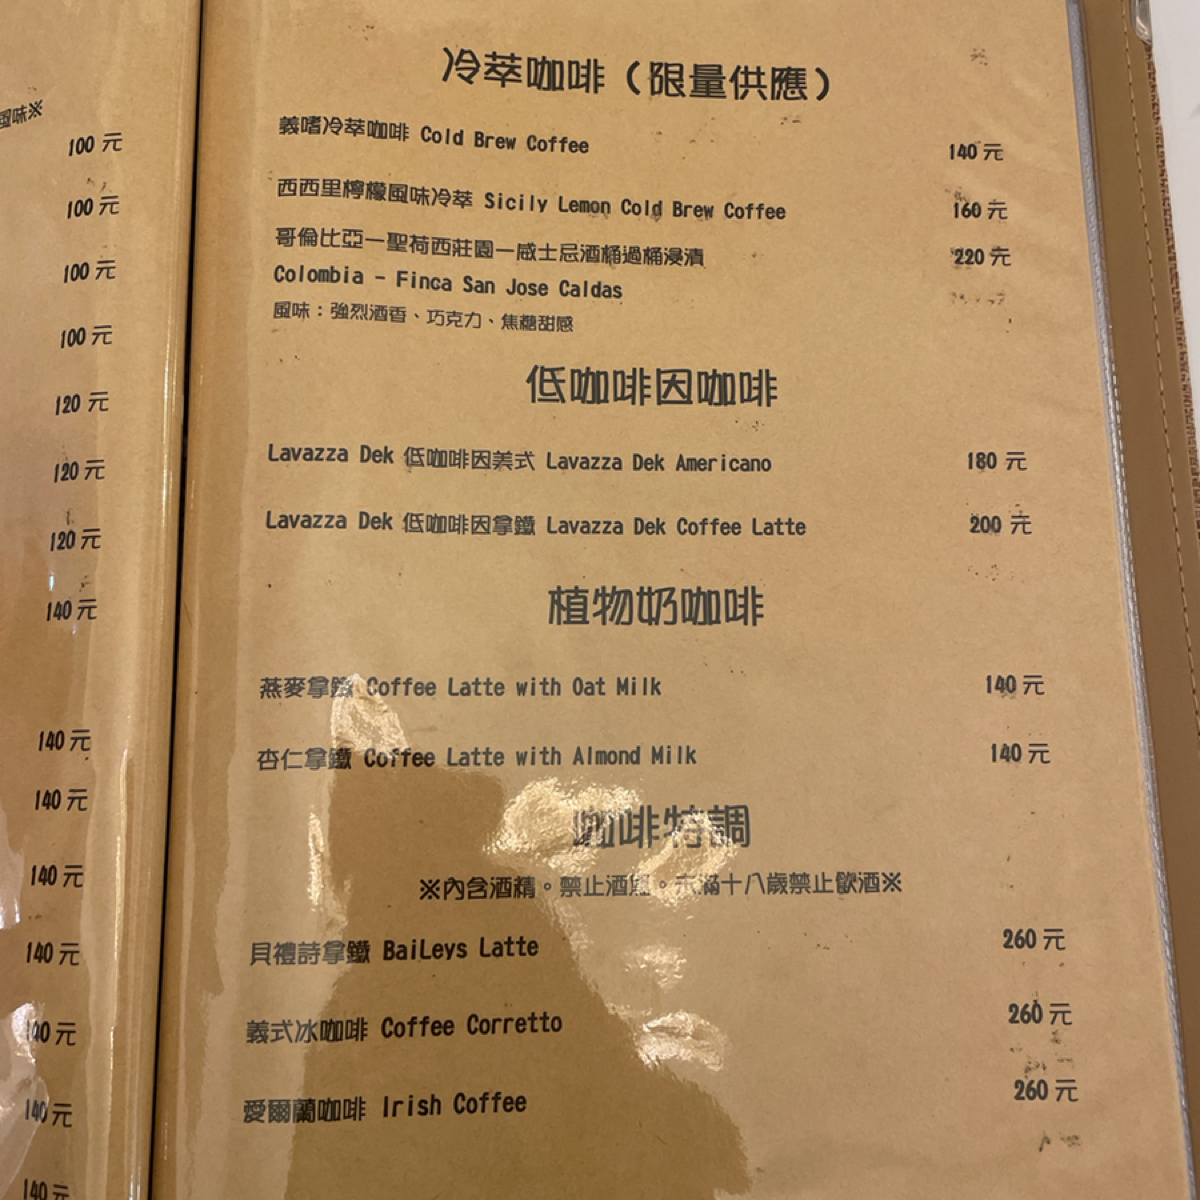 風味※
100 元
100 元
100 元
100 元
120 元
120 元
120 元
140 元
140 元
140 元
140 元
140 元
140 元
140 元
140 元
冷萃咖啡（限量供應）
義嗜冷萃咖啡 Cold Brew Coffee 140 元
西西里檸檬風味冷萃 Sicily Lemon Cold Brew Coffee 160 元
哥倫比亞—聖荷西莊園—威士忌酒桶過桶浸漬 220 元
Colombia - Finca San Jose Caldas
風味：強烈酒香、巧克力、焦糖甜感
低咖啡因咖啡
Lavazza Dek 低咖啡因美式 Lavazza Dek Americano 180 元
Lavazza Dek 低咖啡因拿鐵 Lavazza Dek Coffee Latte 200 元
植物奶咖啡
燕麥拿鐵 Coffee Latte with Oat Milk 140 元
杏仁拿鐵 Coffee Latte with Almond Milk 140 元
咖啡特調
※內含酒精。禁止酒駕。未滿十八歲禁止飲酒※
貝禮詩拿鐵 BaiLeys Latte 260 元
義式冰咖啡 Coffee Corretto 260 元
愛爾蘭咖啡 Irish Coffee 260 元